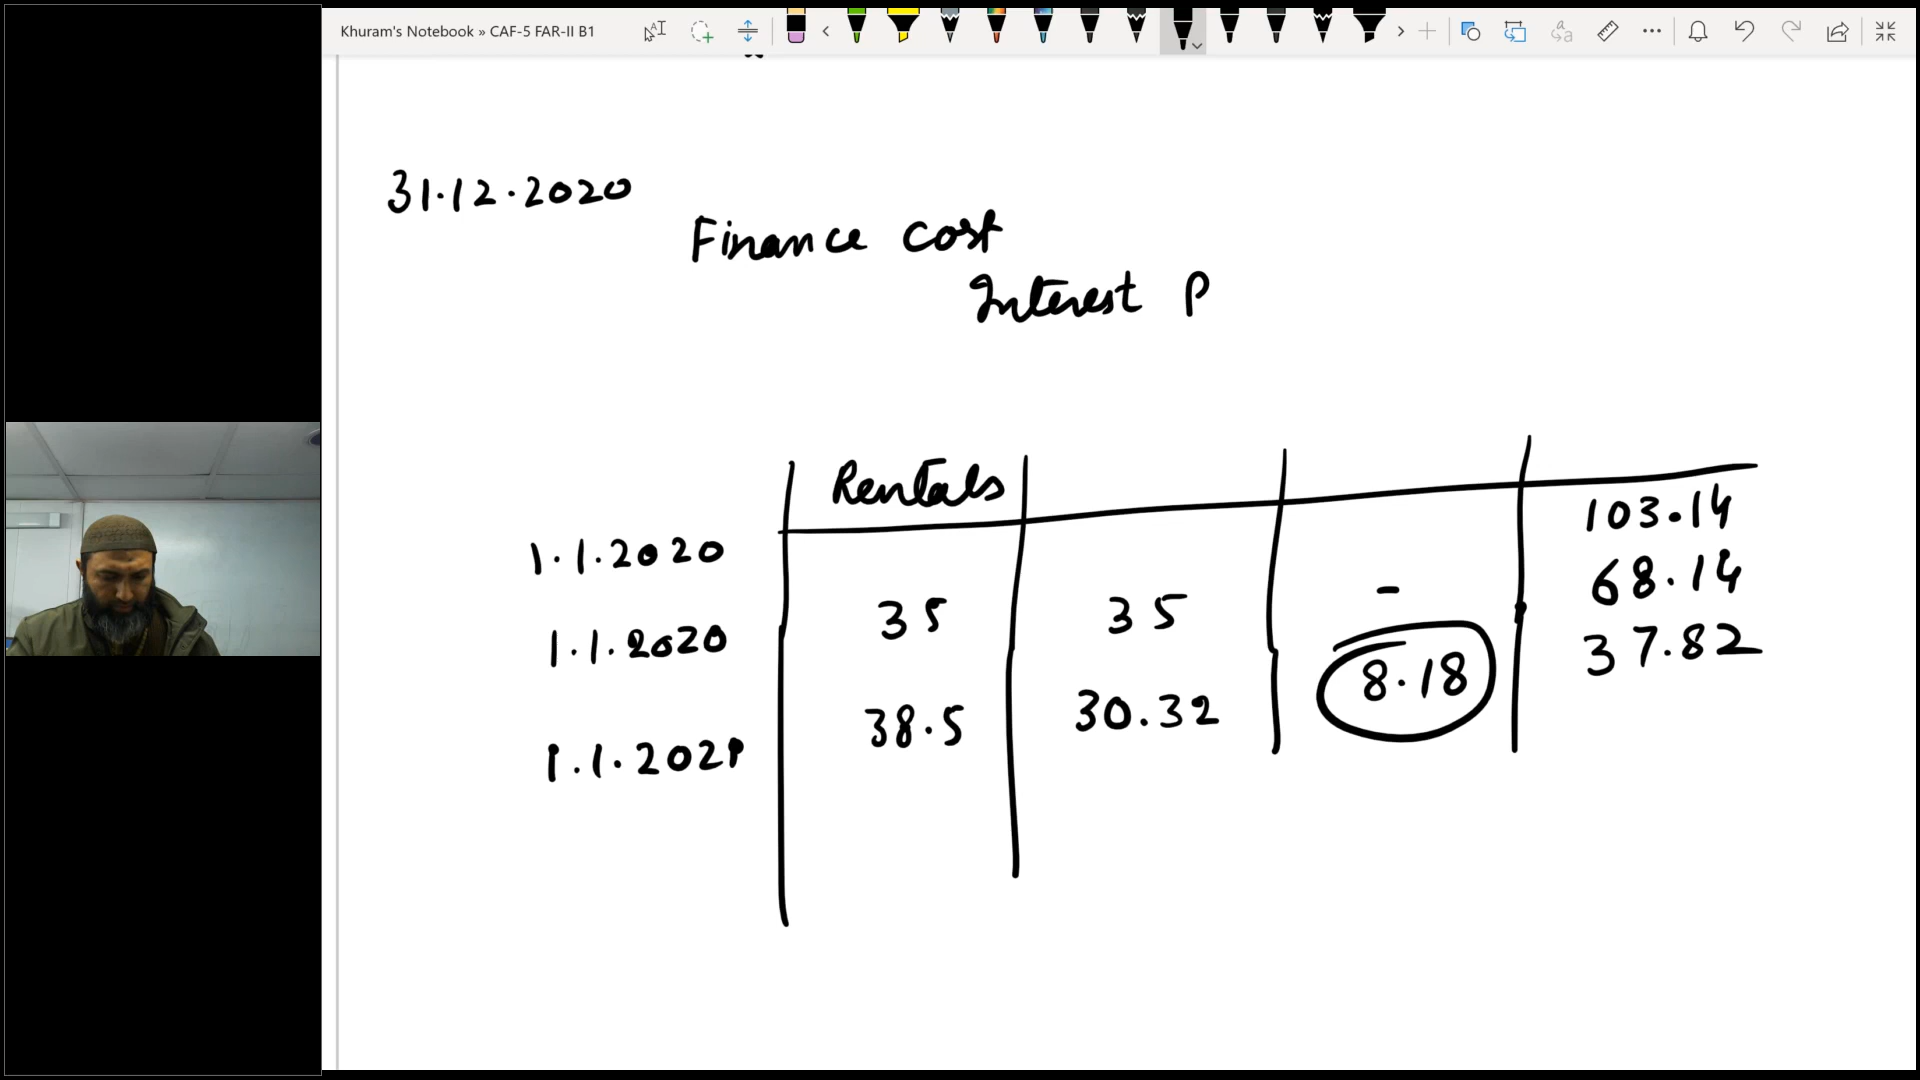 Khuram's Notebook » CAF-5 FAR-II B1
31.12.2020
Finance cost
Interest P
Rentals
103.14
1.1.2020
68.14
35 35 -
1.1.2020
37.82
38.5 30.32 8.18
1.1.2021